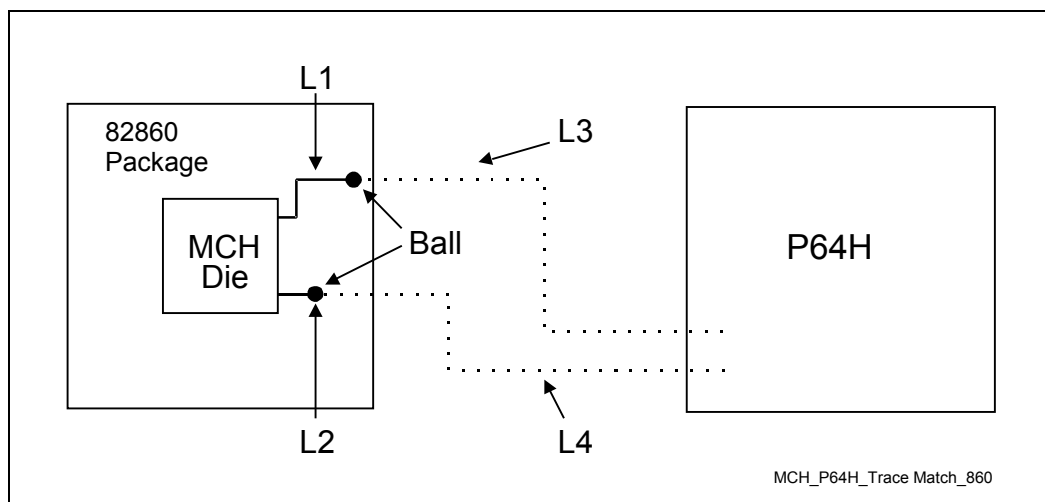 L1
82860
Package
L3
MCH
Die
Ball
P64H
L2
L4
MCH_P64H_Trace Match_860